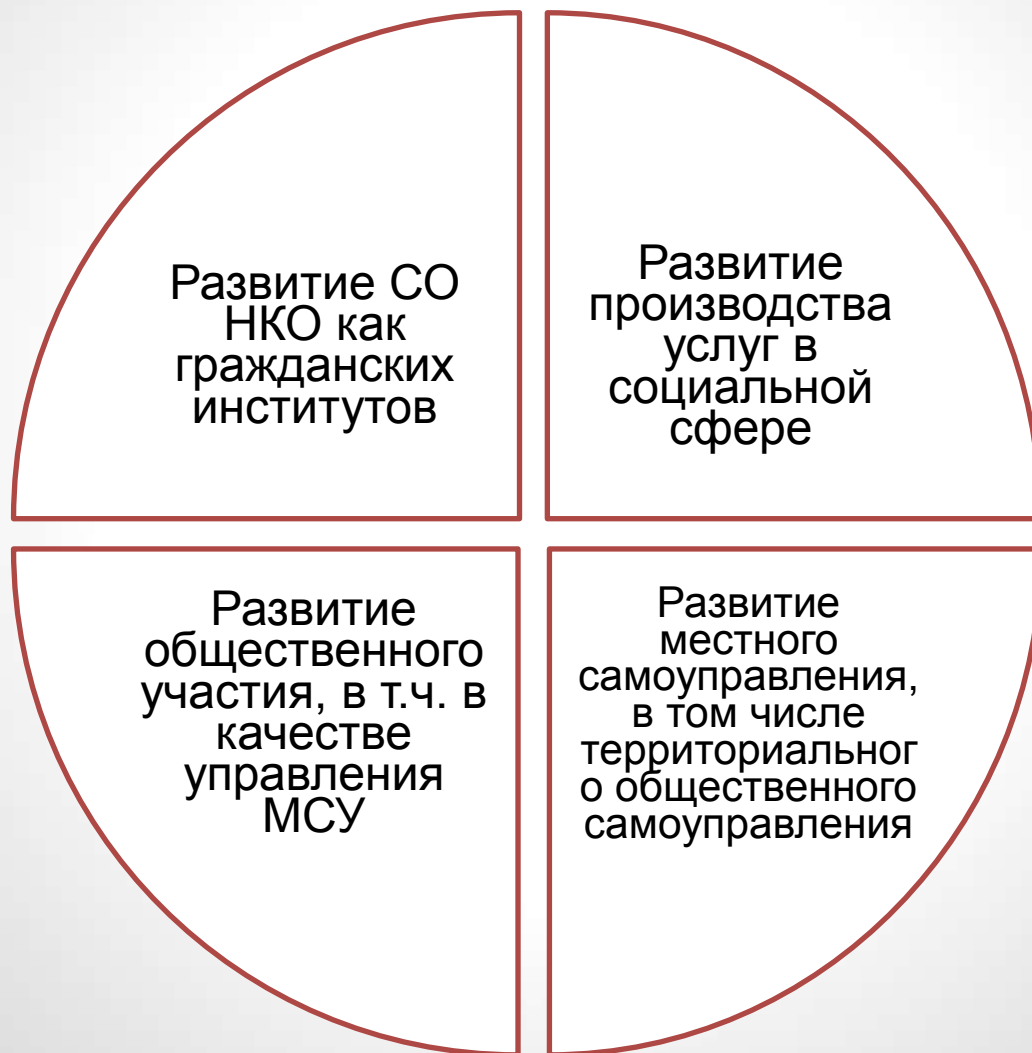 Развитие СО
НКО как
гражданских
институтов
Развитие
производства
услуг в
социальной
сфере
Развитие
общественного
участия, в т.ч. в
качестве
управления
МСУ
Развитие
местного
самоуправления,
в том числе
территориальног
о общественного
самоуправления